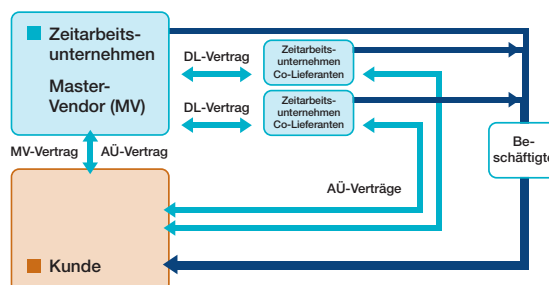 Zeitarbeits-
unternehmen
Master-
Vendor (MV)
DL-Vertrag
Zeitarbeits-
unternehmen
Co-Lieferanten
DL-Vertrag
Zeitarbeits-
unternehmen
Co-Lieferanten
MV-Vertrag
AÜ-Vertrag
Be-
schäftigte
AÜ-Verträge
Kunde